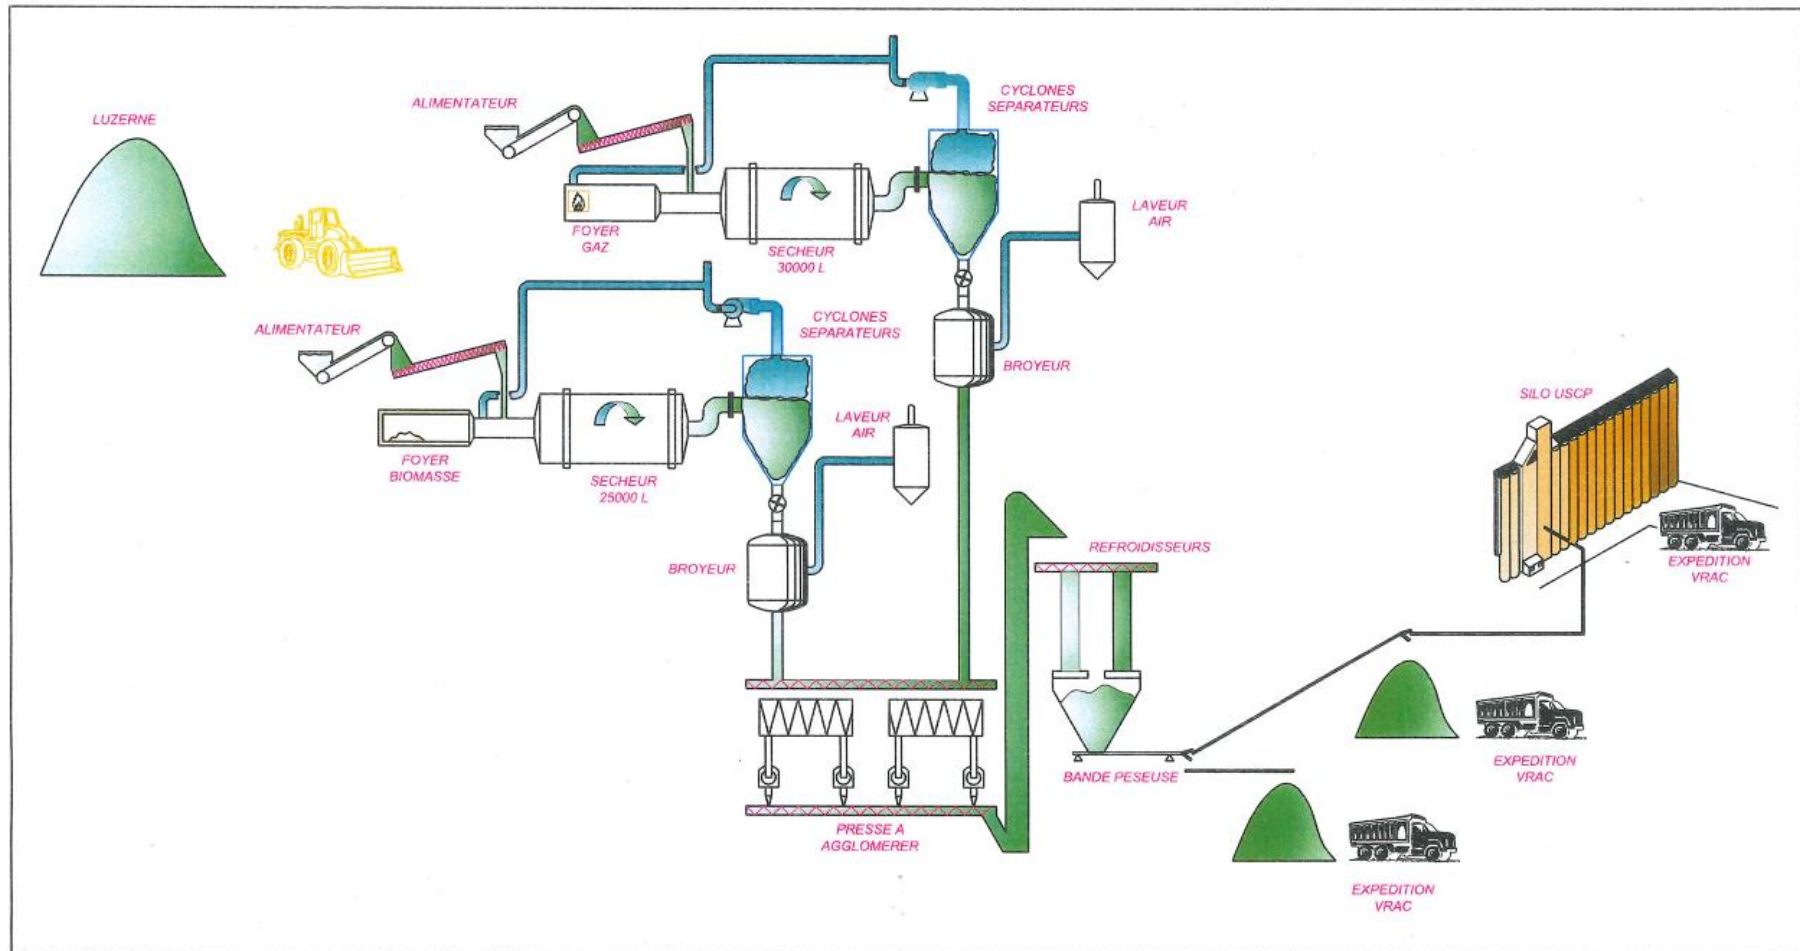 LUZERNE
ALIMENTATEUR
CYCLONES
SEPARATEURS
FOYER
GAZ
SECHEUR
30000 L
LAVEUR
AIR
BROYEUR
ALIMENTATEUR
CYCLONES
SEPARATEURS
FOYER
BIOMASSE
SECHEUR
25000 L
LAVEUR
AIR
BROYEUR
REFROIDISSEURS
SILO USCP
EXPEDITION
VRAC
BANDE PESEUSE
EXPEDITION
VRAC
PRESSE A
AGGLOMERER
EXPEDITION
VRAC